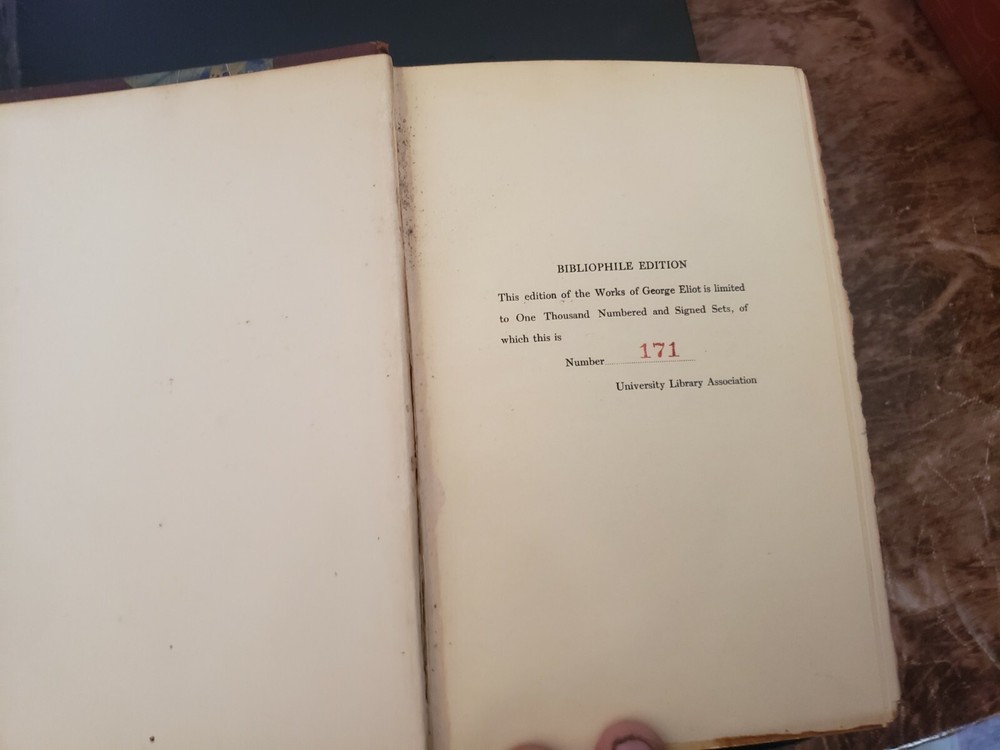 BIBLIOPHILE EDITION
This edition of the Works of George Eliot is limited
to One Thousand Numbered and Signed Sets, of
which this is
Number 171
University Library Association